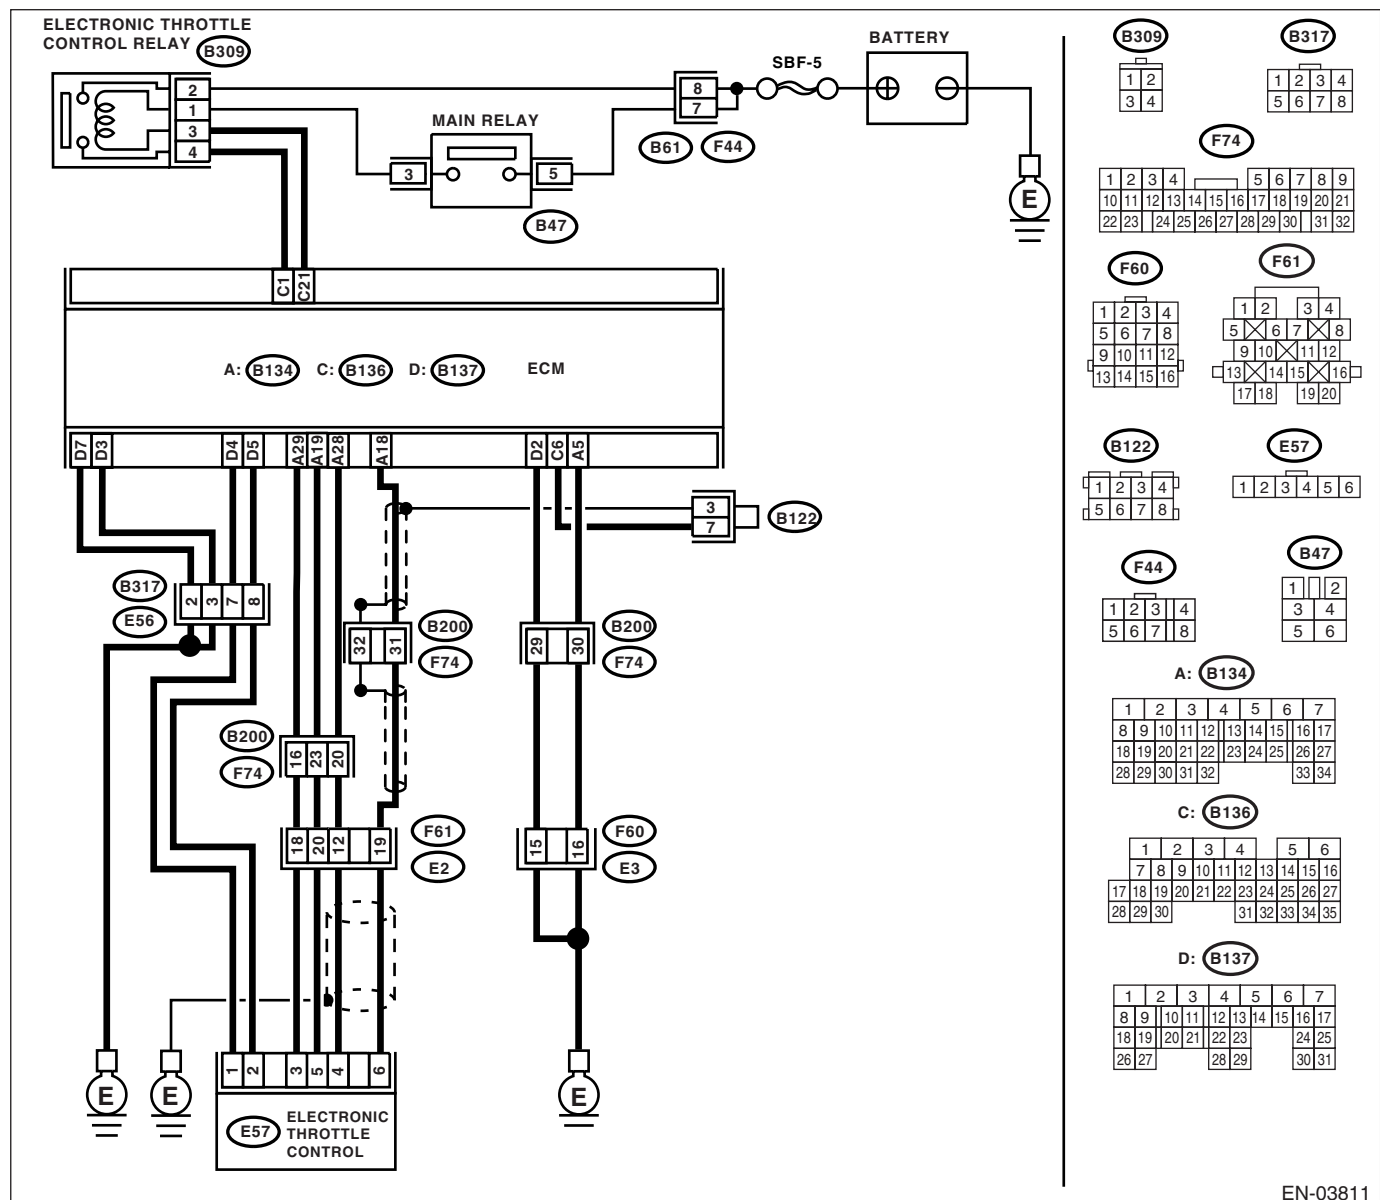 ELECTRONIC THROTTLE
CONTROL RELAY B309
BATTERY
SBF-5
2
1
3
4
8
7
MAIN RELAY
B61 F44
3
5
B47
E
C1 C21
A: B134 C: B136 D: B137 ECM
D7 D3 D4 D5 A29 A19 A28 A18 D2 C6 A5
3
7
B122
B317
E56
2 3 7 8
32 31
B200
F74
29 30
B200
F74
B200
F74
16 23 20
18 20 12 19
F61
E2
15 16
F60
E3
1 2 3 5 4 6
E E E
E57
ELECTRONIC
THROTTLE
CONTROL
B309
1 2
3 4
B317
1 2 3 4
5 6 7 8
F74
1 2 3 4 5 6 7 8 9
10 11 12 13 14 15 16 17 18 19 20 21
22 23 24 25 26 27 28 29 30 31 32
F60
1 2 3 4
5 6 7 8
9 10 11 12
13 14 15 16
F61
1 2 3 4
5 6 7 8
9 10 11 12
13 14 15 16
17 18 19 20
B122
1 2 3 4
5 6 7 8
E57
1 2 3 4 5 6
F44
1 2 3 4
5 6 7 8
B47
1 2
3 4
5 6
A: B134
1 2 3 4 5 6 7
8 9 10 11 12 13 14 15 16 17
18 19 20 21 22 23 24 25 26 27
28 29 30 31 32 33 34
C: B136
1 2 3 4 5 6
7 8 9 10 11 12 13 14 15 16
17 18 19 20 21 22 23 24 25 26 27
28 29 30 31 32 33 34 35
D: B137
1 2 3 4 5 6 7
8 9 10 11 12 13 14 15 16 17
18 19 20 21 22 23 24 25
26 27 28 29 30 31
EN-03811